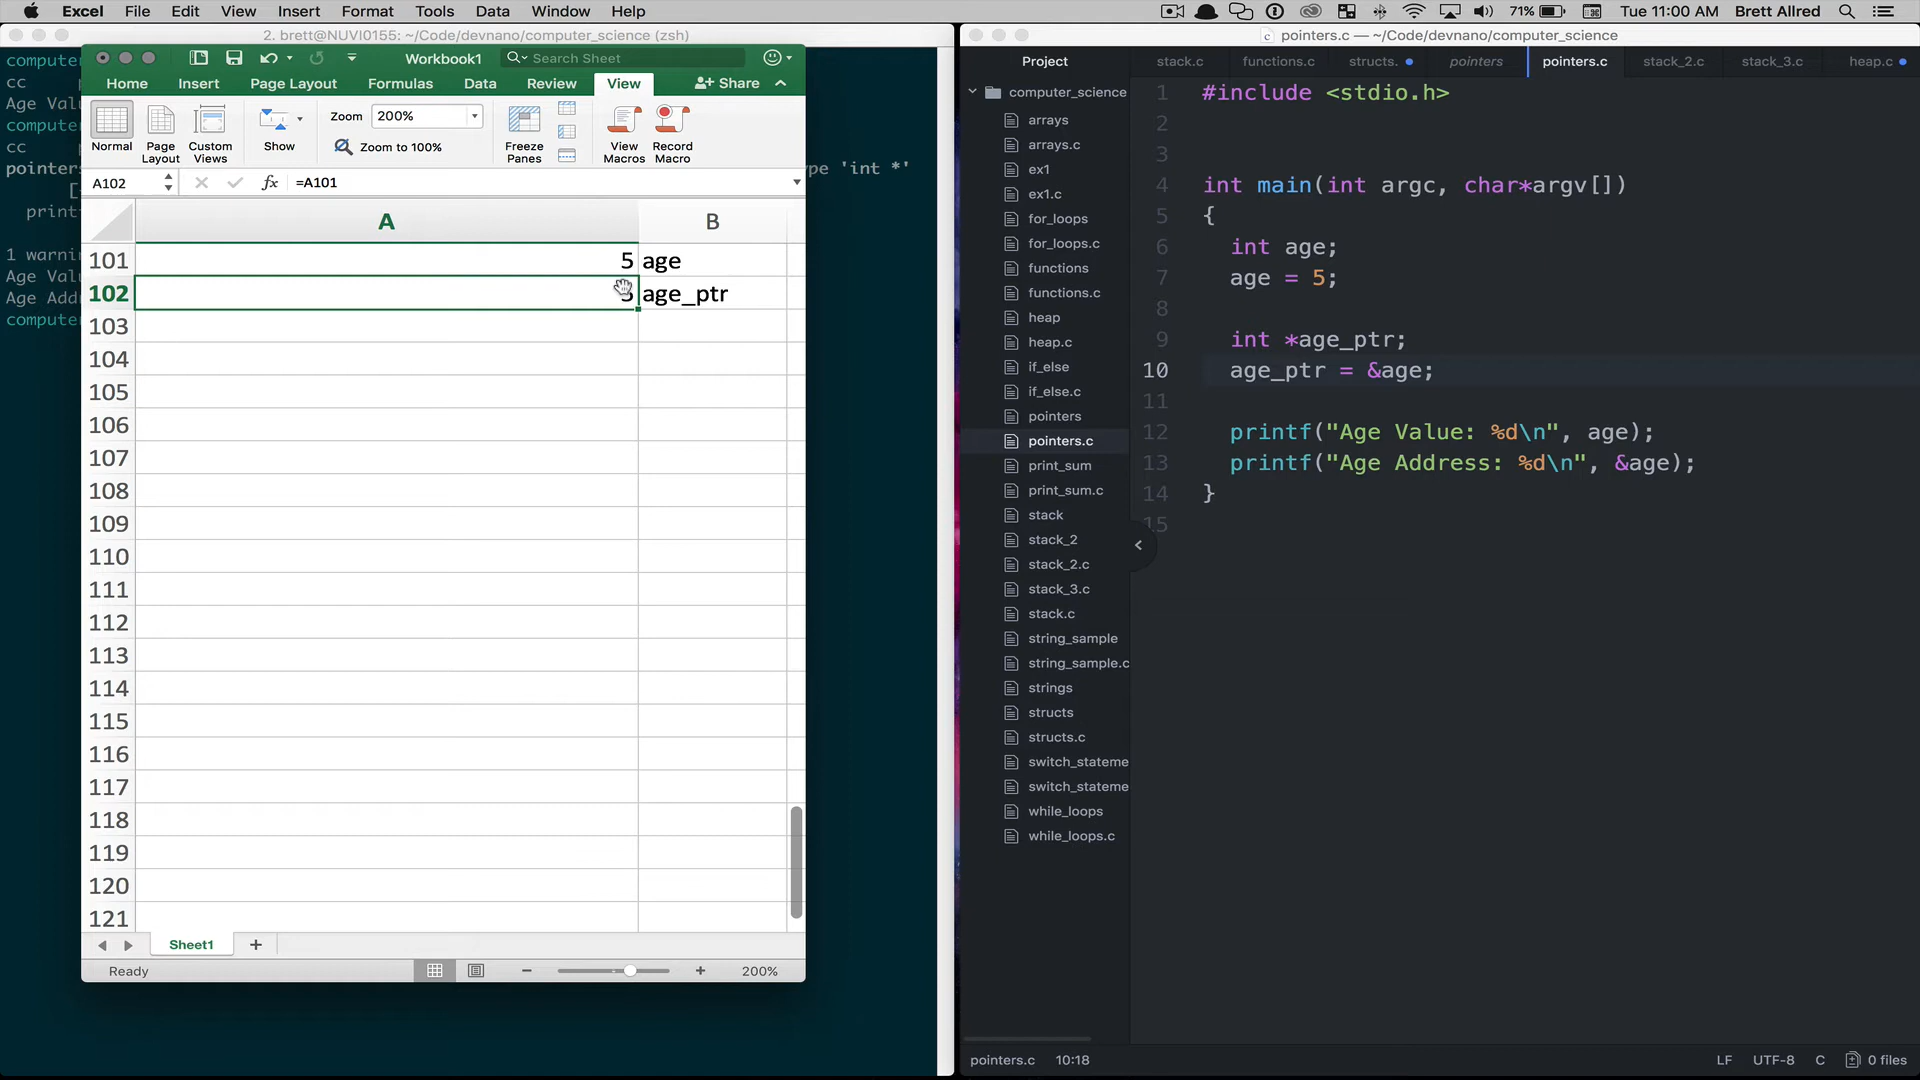 Excel File Edit View Insert Format Tools Data Window Help
71% Tue 11:00 AM Brett Allred
2. brett@NUVI0155: ~/Code/devnano/computer_science (zsh)
compute
cc
Age Valu
compute
cc
pointers
ype 'int *'
[
print
1 warnin
Age Valu
Age Add
compute
Workbook1
Search Sheet
Home Insert Page Layout Formulas Data Review View Share
Normal
Page Layout
Custom Views
Show
Zoom 200%
Zoom to 100%
Freeze Panes
View Macros
Record Macro
A102 fx =A101
A B
101 5 age
102 age_ptr
103
104
105
106
107
108
109
110
111
112
113
114
115
116
117
118
119
120
121
Sheet1 +
Ready 200%
pointers.c — ~/Code/devnano/computer_science
Project
stack.c functions.c structs. pointers pointers.c stack_2.c stack_3.c heap.c
computer_science
arrays
arrays.c
ex1
ex1.c
for_loops
for_loops.c
functions
functions.c
heap
heap.c
if_else
if_else.c
pointers
pointers.c
print_sum
print_sum.c
stack
stack_2
stack_2.c
stack_3.c
stack.c
string_sample
string_sample.c
strings
structs
structs.c
switch_stateme
switch_stateme
while_loops
while_loops.c
1 #include <stdio.h>
2
3
4 int main(int argc, char*argv[])
5 {
6 int age;
7 age = 5;
8
9 int *age_ptr;
10 age_ptr = &age;
11
12 printf("Age Value: %d\n", age);
13 printf("Age Address: %d\n", &age);
14 }
15
pointers.c 10:18 LF UTF-8 C 0 files